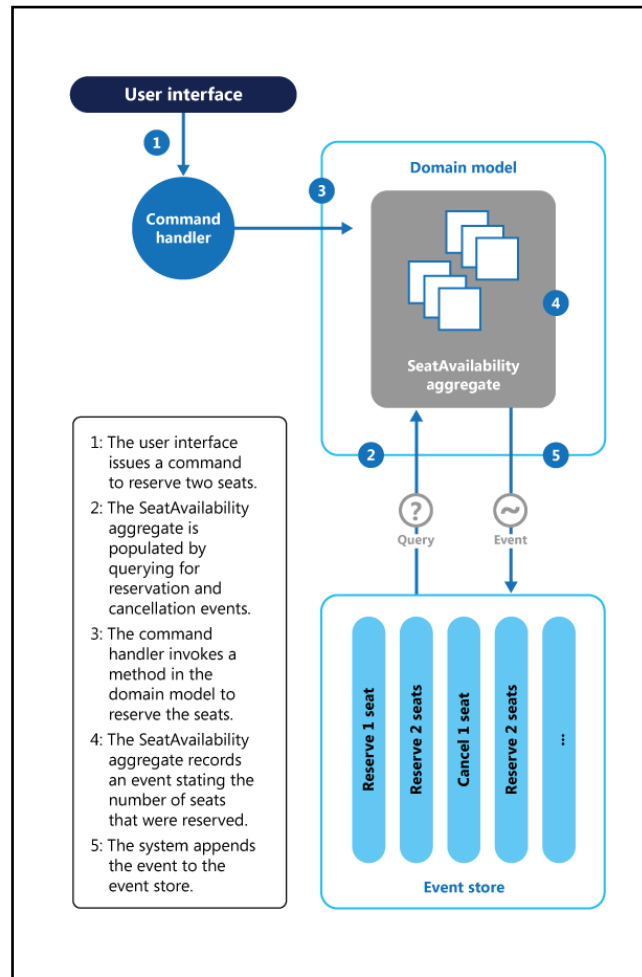 User interface
1
Domain model
3
Command
handler
4
SeatAvailability
aggregate
2
5
?
~
Query
Event
1: The user interface
issues a command
to reserve two seats.
2: The SeatAvailability
aggregate is
populated by
querying for
reservation and
cancellation events.
3: The command
handler invokes a
method in the
domain model to
reserve the seats.
4: The SeatAvailability
aggregate records
an event stating the
number of seats
that were reserved.
5: The system appends
the event to the
event store.
Reserve 1 seat
Reserve 2 seats
Cancel 1 seat
Reserve 2 seats
...
Event store